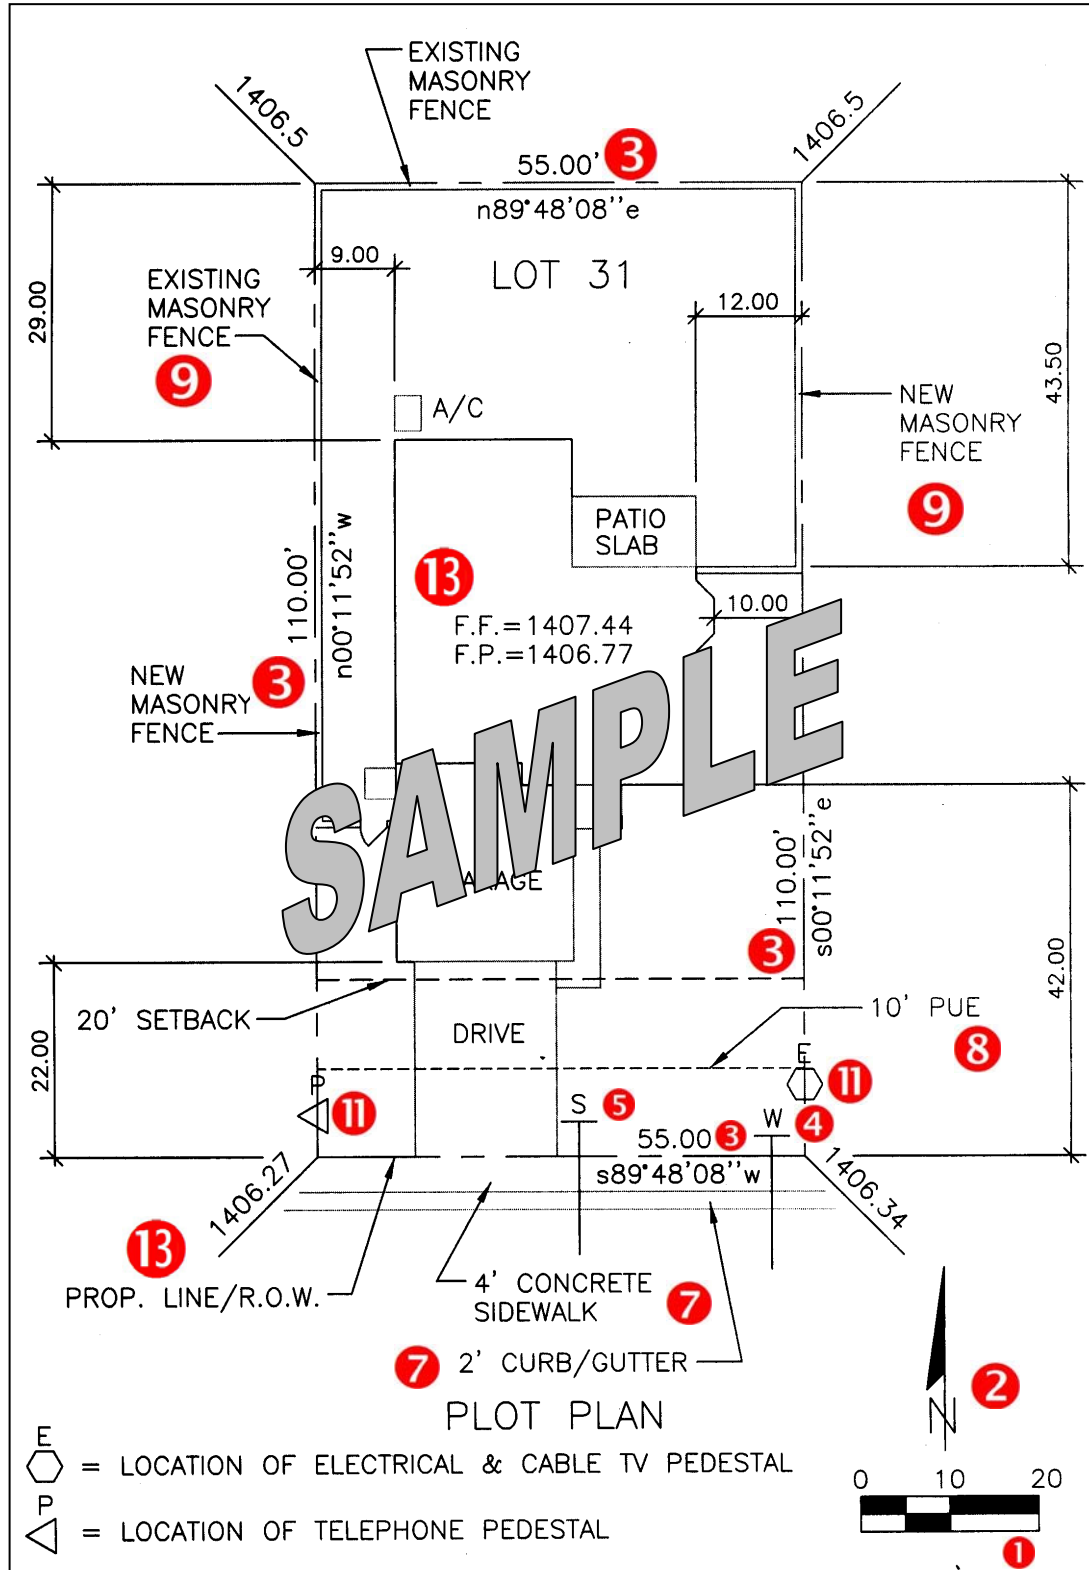 EXISTING
MASONRY
FENCE
1406.5
1406.5
55.00'
3
n89°48'08''e
9.00
LOT 31
12.00
29.00
EXISTING
MASONRY
FENCE
9
43.50
A/C
NEW
MASONRY
FENCE
9
PATIO
SLAB
13
110.00'
n00°11'52''w
10.00
F.F.=1407.44
F.P.=1406.77
3
NEW
MASONRY
FENCE
SAMPLE
ARAGE
110.00'
s00°11'52''e
3
42.00
20' SETBACK
10' PUE
22.00
DRIVE
8
E
11
P
11
S
5
W
4
55.00
3
s89°48'08''w
1406.27
1406.34
13
PROP. LINE/R.O.W.
4' CONCRETE
SIDEWALK
7
7
2' CURB/GUTTER
2
PLOT PLAN
N
E
= LOCATION OF ELECTRICAL & CABLE TV PEDESTAL
P
= LOCATION OF TELEPHONE PEDESTAL
0 10 20
1